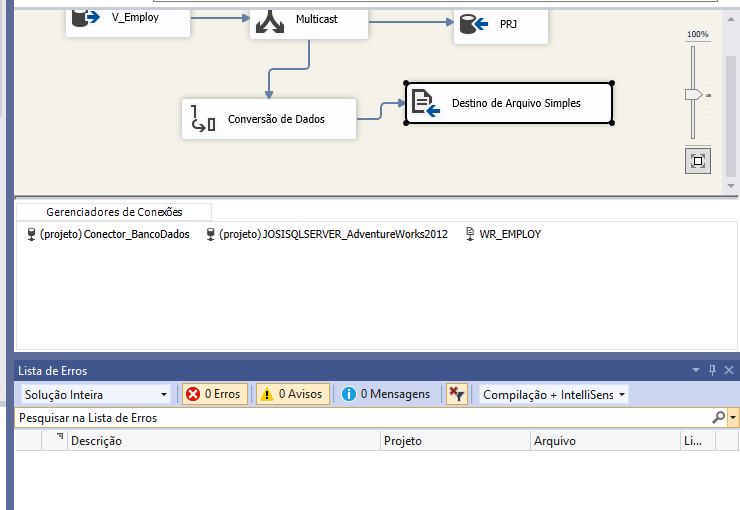 V_Employ
Multicast
PRJ
100%
Conversão de Dados
Destino de Arquivo Simples
Gerenciadores de Conexões
(projeto) Conector_BancoDados
(projeto) JOSISQLSERVER_AdventureWorks2012
WR_EMPLOY
Lista de Erros
Solução Inteira
0 Erros
0 Avisos
0 Mensagens
Compilação + IntelliSens
Pesquisar na Lista de Erros
Descrição
Projeto
Arquivo
Li...